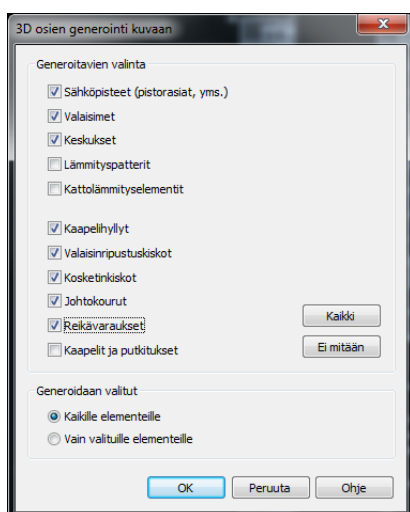 3D osien generointi kuvaan
Generoitavien valinta
Sähköpisteet (pistorasiat, yms.)
Valaisimet
Keskukset
Lämmityspatterit
Kattolämmityselementit
Kaapelihyllyt
Valaisinripustuskiskot
Kosketinkiskot
Johtokourut
Reikävaraukset
Kaapelit ja putkitukset
Kaikki
Ei mitään
Generoidaan valitut
Kaikille elementeille
Vain valituille elementeille
OK
Peruuta
Ohje